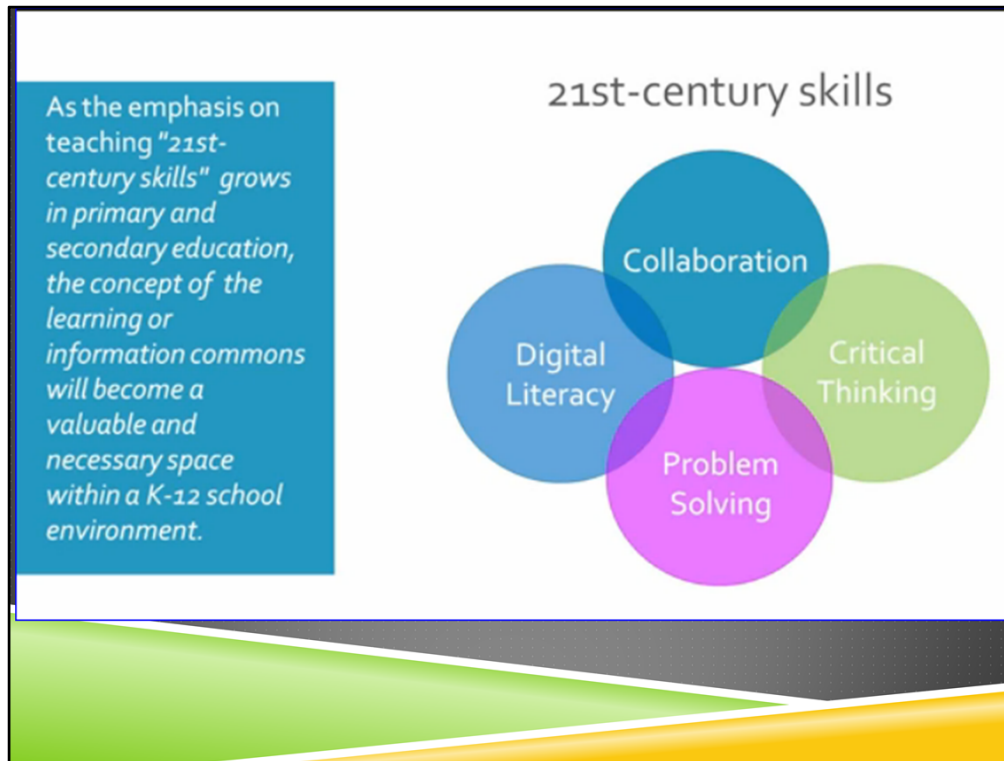 As the emphasis on
teaching "21st-
century skills" grows
in primary and
secondary education,
the concept of the
learning or
information commons
will become a
valuable and
necessary space
within a K-12 school
environment.
21st-century skills
Collaboration
Digital
Literacy
Critical
Thinking
Problem
Solving